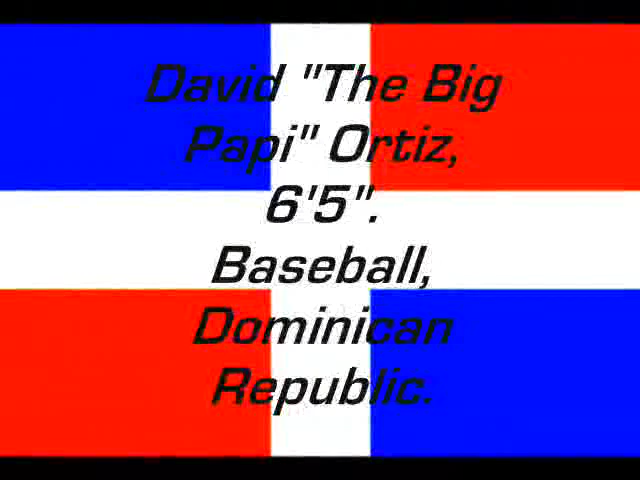 David "The Big
Papi" Ortiz,
6'5".
Baseball,
Dominican
Republic.